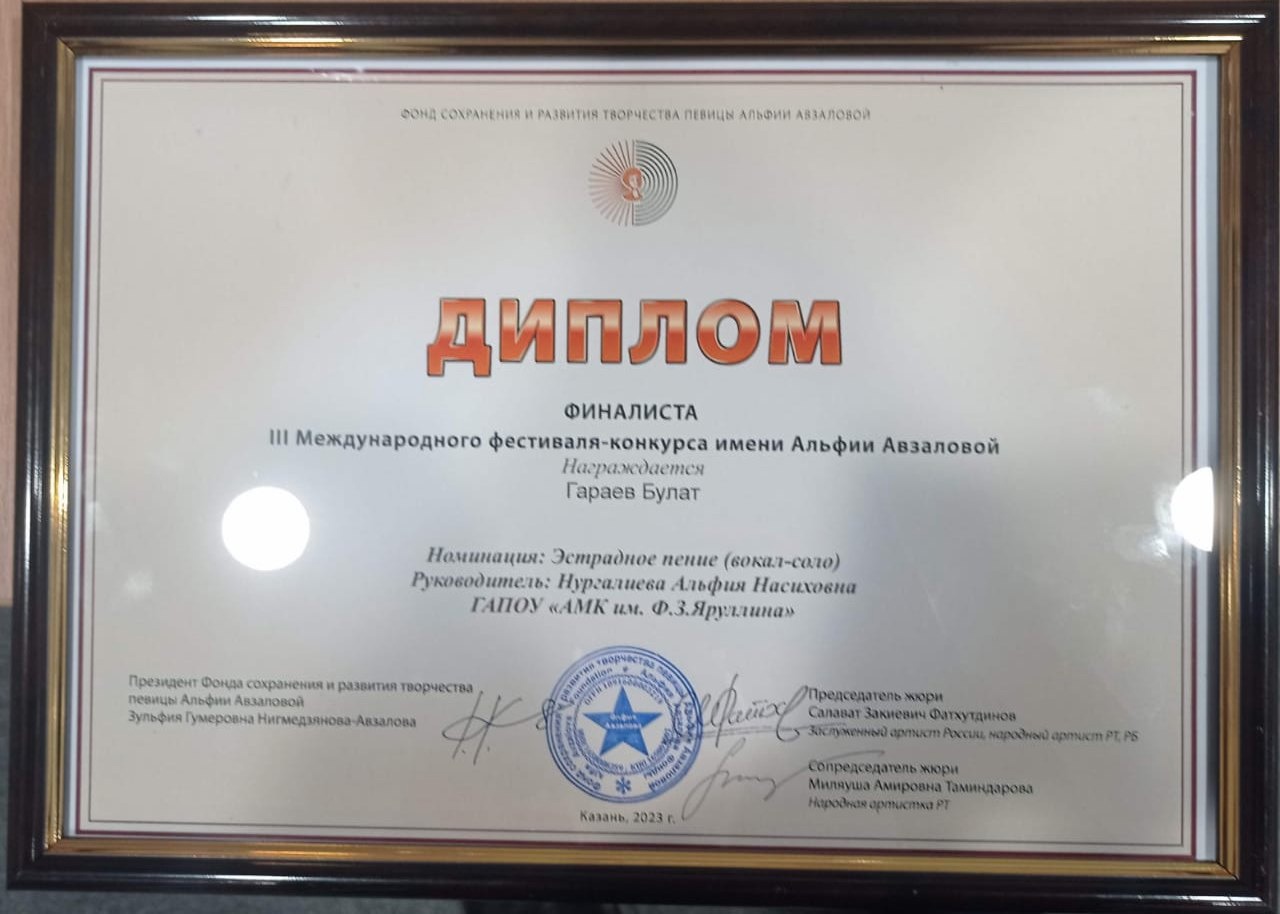 ФОНД СОХРАНЕНИЯ И РАЗВИТИЯ ТВОРЧЕСТВА ПЕВИЦЫ АЛЬФИИ АВЗАЛОВОЙ
ДИПЛОМ
ФИНАЛИСТА
III Международного фестиваля-конкурса имени Альфии Авзаловой
Награждается
Гараев Булат
Номинация: Эстрадное пение (вокал-соло)
Руководитель: Нургалиева Альфия Насиховна
ГАПОУ «АМК им. Ф.З.Яруллина»
Президент Фонда сохранения и развития творчества
певицы Альфии Авзаловой
Зульфия Гумеровна Нигмедзянова-Авзалова
Альфия
Авзалова
Председатель жюри
Салават Закиевич Фатхутдинов
Заслуженный артист России, народный артист РТ, РБ
Сопредседатель жюри
Миляуша Амировна Таминдарова
Народная артистка РТ
Казань, 2023 г.